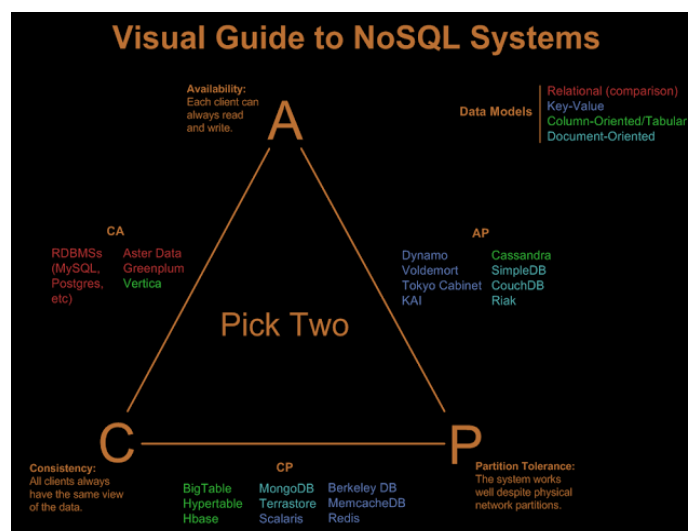 Visual Guide to NoSQL Systems
Availability:
Each client can
always read
and write.
A
Data Models
Relational (comparison)
Key-Value
Column-Oriented/Tabular
Document-Oriented
CA
RDBMSs
(MySQL,
Postgres,
etc)
Aster Data
Greenplum
Vertica
AP
Dynamo
Voldemort
Tokyo Cabinet
KAI
Cassandra
SimpleDB
CouchDB
Riak
Pick Two
C
P
Consistency:
All clients always
have the same view
of the data.
CP
BigTable
Hypertable
Hbase
MongoDB
Terrastore
Scalaris
Berkeley DB
MemcacheDB
Redis
Partition Tolerance:
The system works
well despite physical
network partitions.